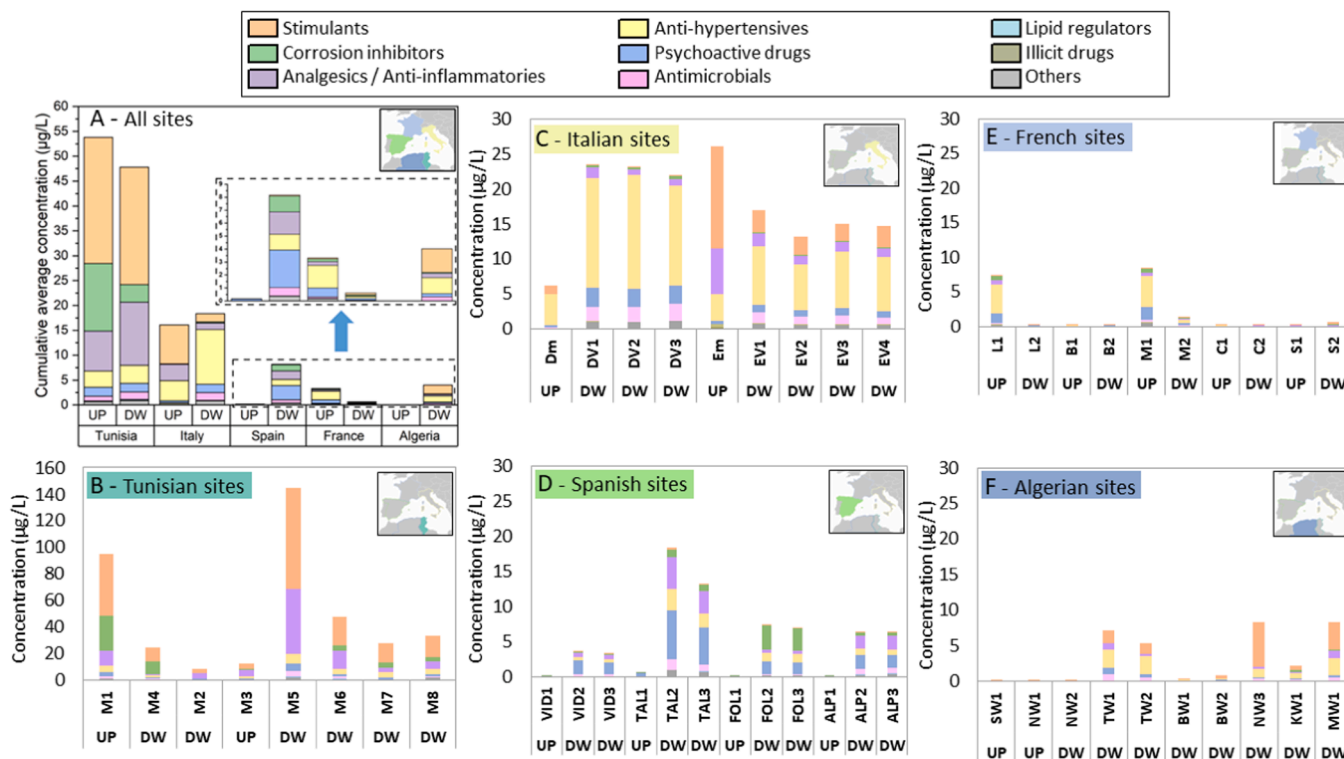 Stimulants
Corrosion inhibitors
Analgesics / Anti-inflammatories
Anti-hypertensives
Psychoactive drugs
Antimicrobials
Lipid regulators
Illicit drugs
Others
A - All sites
Cumulative average concentration (µg/L)
60
55
50
45
40
35
30
25
20
15
10
5
0
UP DW UP DW UP DW UP DW UP DW
Tunisia Italy Spain France Algeria
C - Italian sites
Concentration (µg/L)
30
25
20
15
10
5
0
Dm DV1 DV2 DV3 Em EV1 EV2 EV3 EV4
UP DW DW DW UP DW DW DW DW
E - French sites
Concentration (µg/L)
30
25
20
15
10
5
0
L1 L2 B1 B2 M1 M2 C1 C2 S1 S2
UP DW UP DW UP DW UP DW UP DW
B - Tunisian sites
Concentration (µg/L)
160
140
120
100
80
60
40
20
0
M1 M4 M2 M3 M5 M6 M7 M8
UP DW DW UP DW DW DW DW
D - Spanish sites
Concentration (µg/L)
30
25
20
15
10
5
0
VID1 VID2 VID3 TAL1 TAL2 TAL3 FOL1 FOL2 FOL3 ALP1 ALP2 ALP3
UP DW DW UP DW DW UP DW DW UP DW DW
F - Algerian sites
Concentration (µg/L)
30
25
20
15
10
5
0
SW1 NW1 NW2 TW1 TW2 BW1 BW2 NW3 KW1 MW1
UP UP DW DW DW DW DW DW DW DW